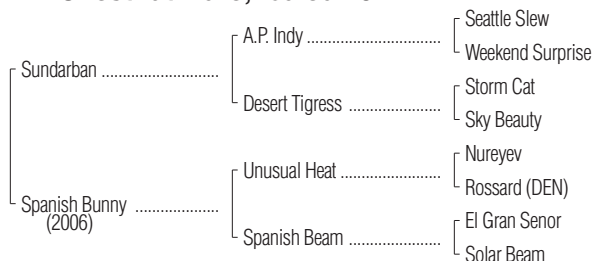 Sundarban
Spanish Bunny
(2006)
A.P. Indy
Desert Tigress
Unusual Heat
Spanish Beam
Seattle Slew
Weekend Surprise
Storm Cat
Sky Beauty
Nureyev
Rossard (DEN)
El Gran Senor
Solar Beam